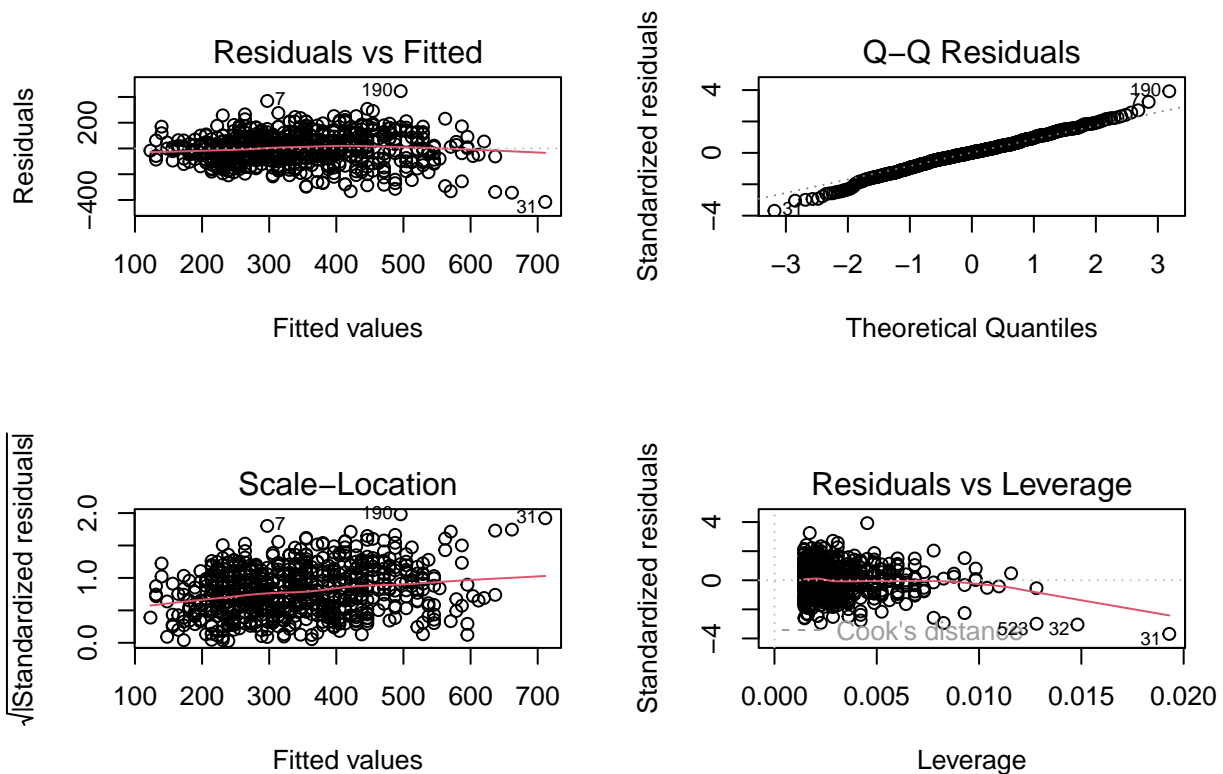 Residuals vs Fitted
Residuals
200
−400
190
7
31
100 200 300 400 500 600 700
Fitted values
Q−Q Residuals
Standardized residuals
4
0
−4
190
31
−3 −2 −1 0 1 2 3
Theoretical Quantiles
Scale−Location
√|Standardized residuals|
2.0
1.0
0.0
7
190
31
100 200 300 400 500 600 700
Fitted values
Residuals vs Leverage
Standardized residuals
4
0
−4
Cook's distance
523
32
31
0.000 0.005 0.010 0.015 0.020
Leverage